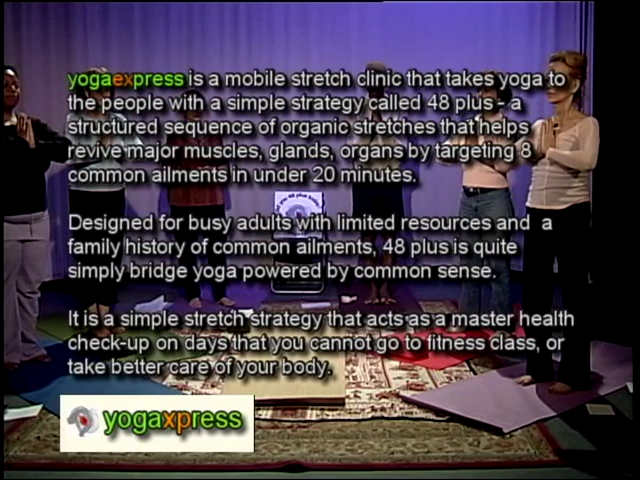 yogaexpress is a mobile stretch clinic that takes yoga to
the people with a simple strategy called 48 plus - a
structured sequence of organic stretches that helps
revive major muscles, glands, organs by targeting 8
common ailments in under 20 minutes.
Designed for busy adults with limited resources and a
family history of common ailments, 48 plus is quite
simply bridge yoga powered by common sense.
It is a simple stretch strategy that acts as a master health
check-up on days that you cannot go to fitness class, or
take better care of your body.
yogaxpress